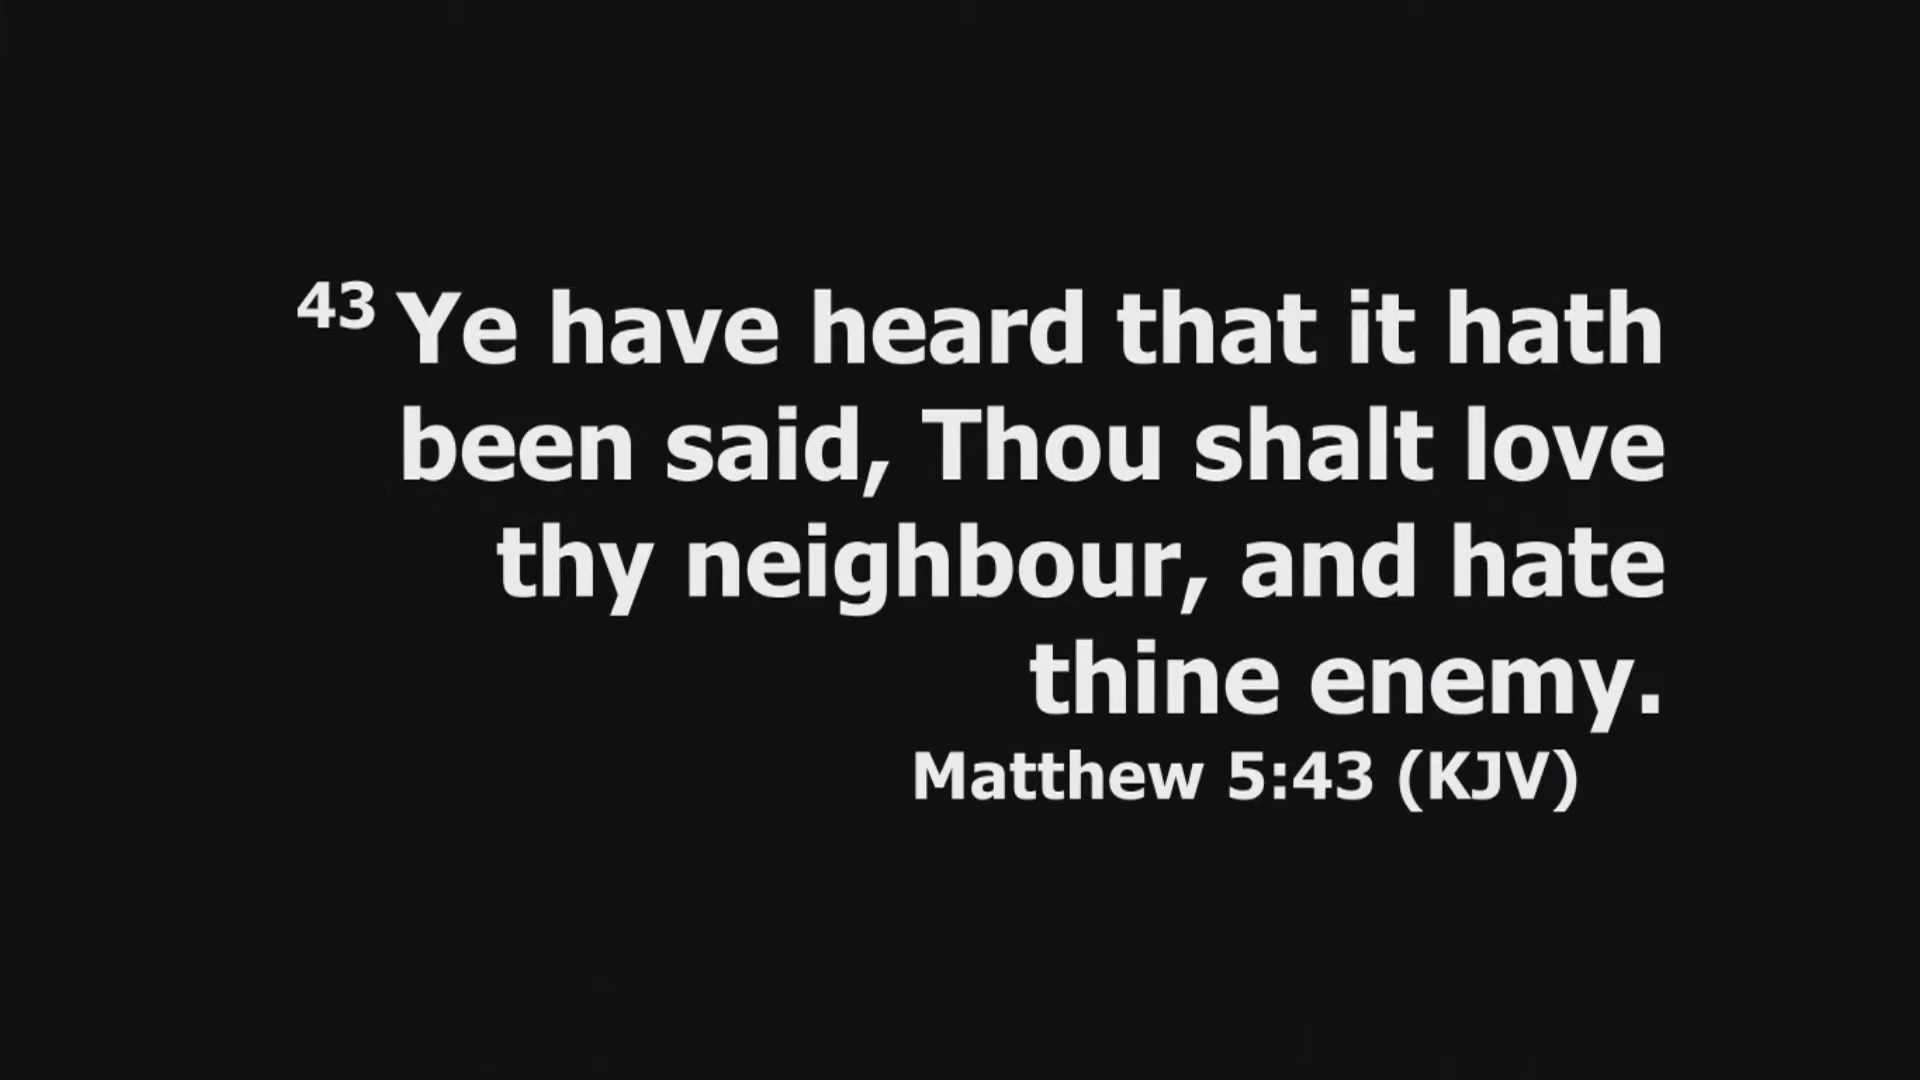 43 Ye have heard that it hath
been said, Thou shalt love
thy neighbour, and hate
thine enemy.
Matthew 5:43 (KJV)